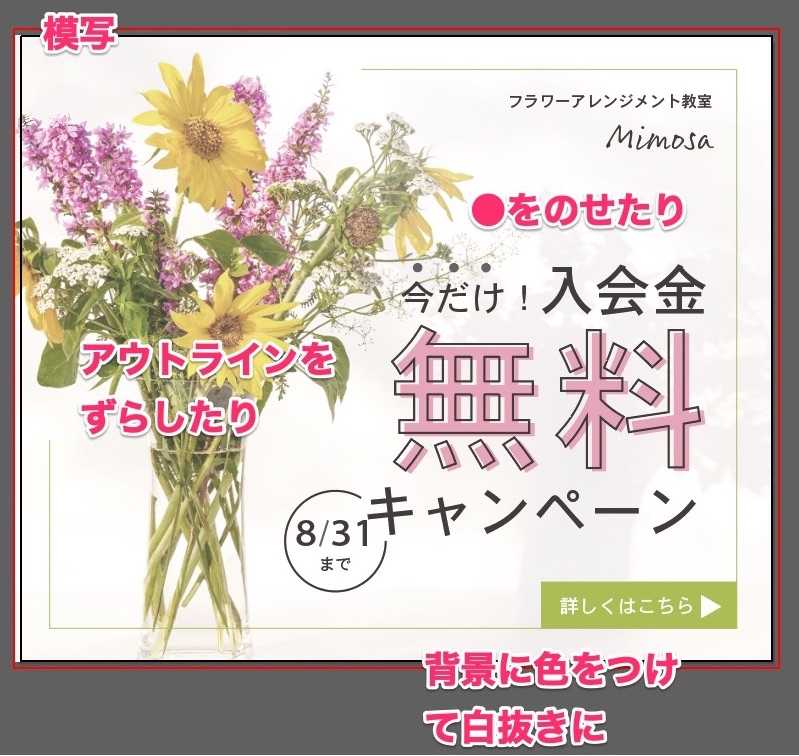 模写
フラワーアレンジメント教室
Mimosa
●をのせたり
今だけ！入会金
無料
アウトラインを
ずらしたり
キャンペーン
8/31
まで
詳しくはこちら ▶
背景に色をつけ
て白抜きに